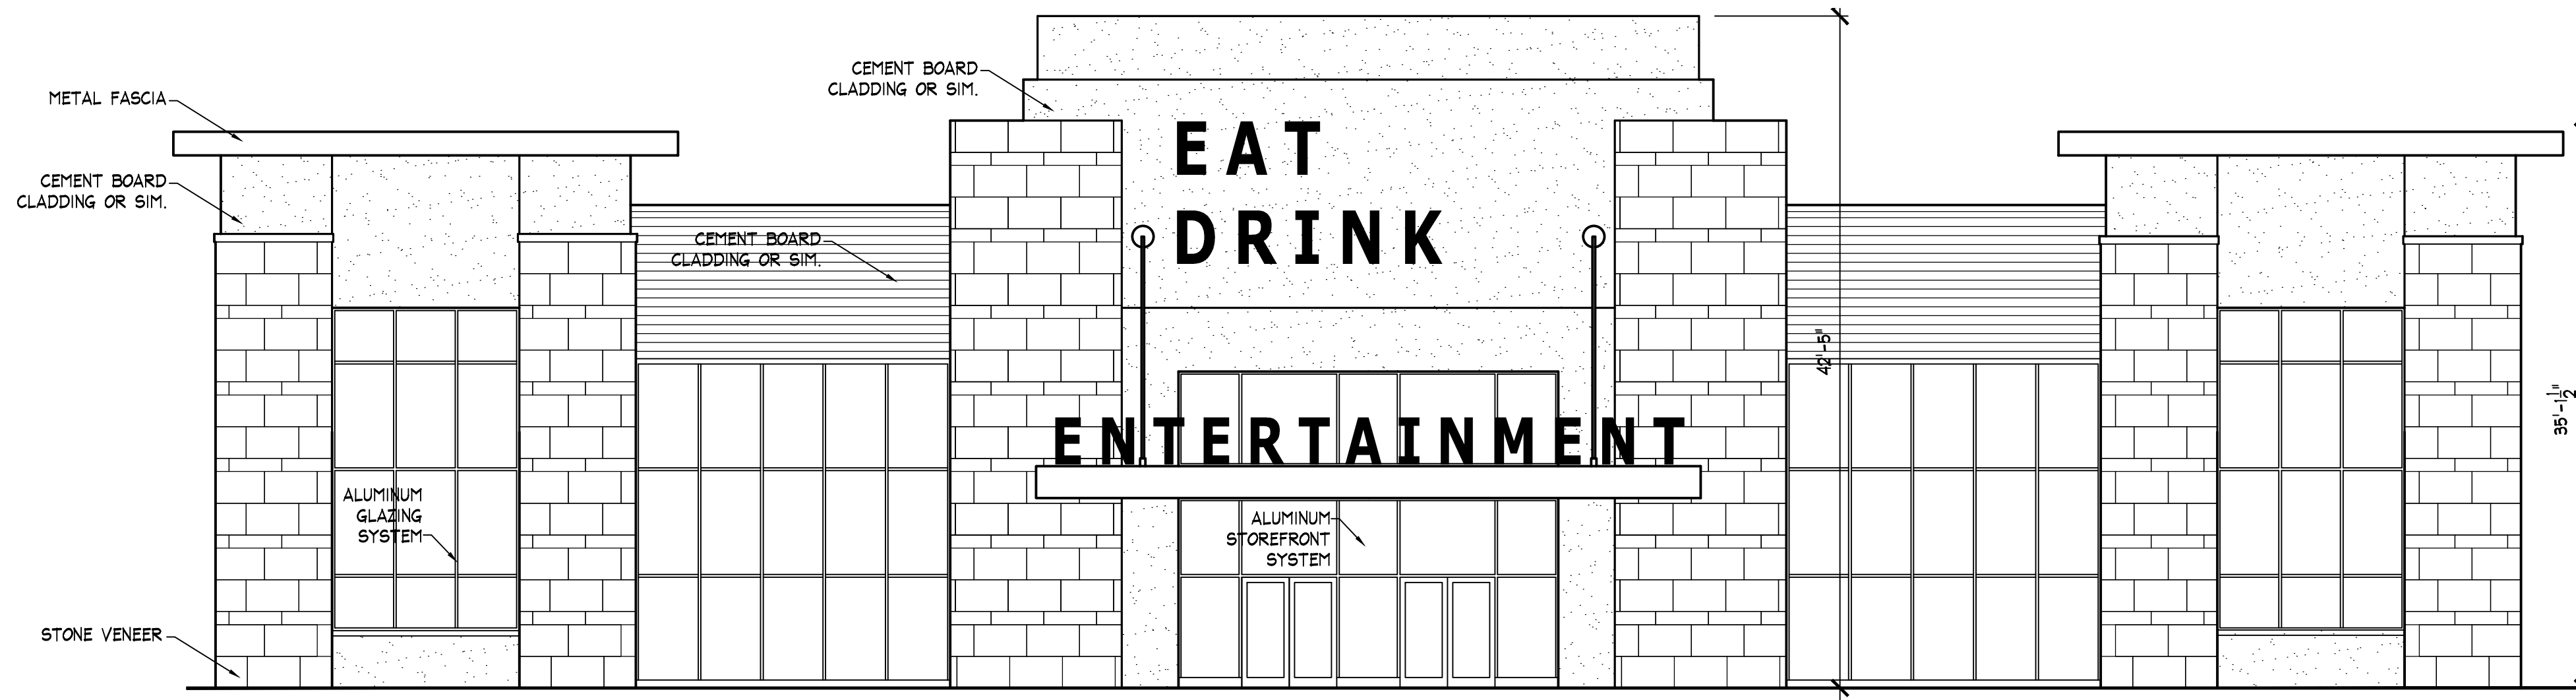 METAL FASCIA
CEMENT BOARD
CLADDING OR SIM.
CEMENT BOARD
CLADDING OR SIM.
CEMENT BOARD
CLADDING OR SIM.
EAT
DRINK
ENTERTAINMENT
ALUMINUM
GLAZING
SYSTEM
ALUMINUM
STOREFRONT
SYSTEM
STONE VENEER
42'-5"
35'-1 1/2"